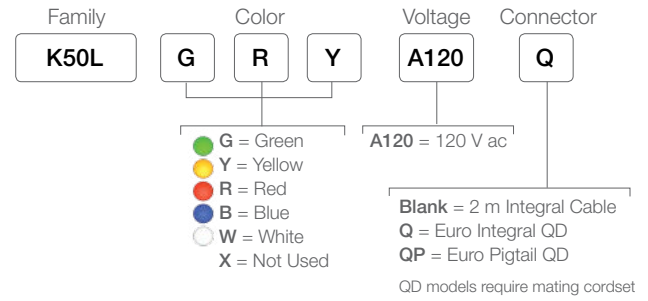 Family Color Voltage Connector
K50L G R Y A120 Q
G = Green
Y = Yellow
R = Red
B = Blue
W = White
X = Not Used
A120 = 120 V ac
Blank = 2 m Integral Cable
Q = Euro Integral QD
QP = Euro Pigtail QD
QD models require mating cordset